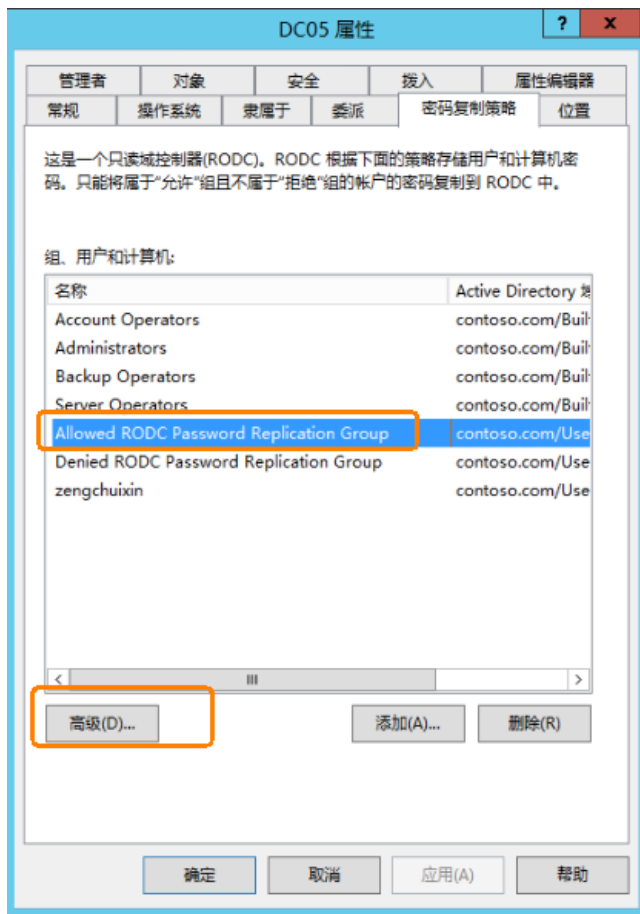 DC05 属性
?
x
管理者 对象 安全 拨入 属性编辑器
常规 操作系统 隶属于 委派 密码复制策略 位置
这是一个只读域控制器(RODC)。RODC 根据下面的策略存储用户和计算机密
码。只能将属于“允许”组且不属于“拒绝”组的帐户的密码复制到 RODC 中。
组、用户和计算机:
名称 Active Directory 域
Account Operators contoso.com/Buil
Administrators contoso.com/Buil
Backup Operators contoso.com/Buil
Server Operators contoso.com/Buil
Allowed RODC Password Replication Group contoso.com/Use
Denied RODC Password Replication Group contoso.com/Use
zengchuixin contoso.com/Use
高级(D)... 添加(A)... 删除(R)
确定 取消 应用(A) 帮助